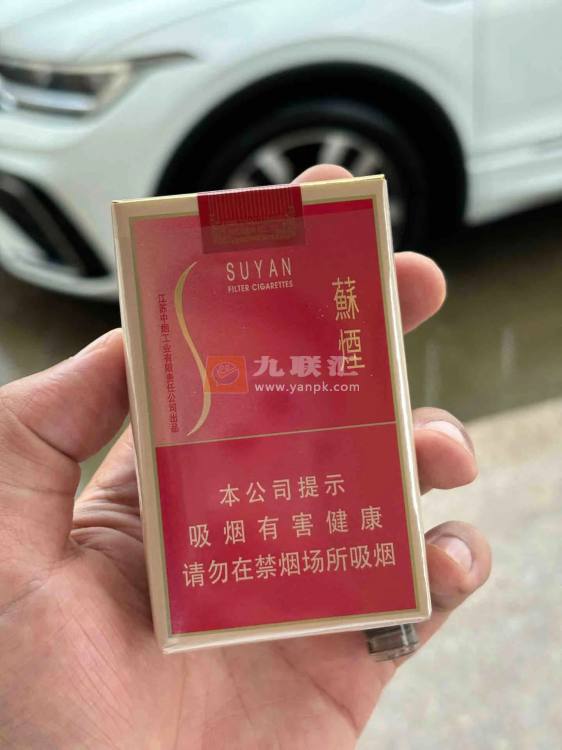 SUYAN
FILTER CIGARETTES
蘇煙
江苏中烟工业有限责任公司出品
九联汇
www.yanpk.com
本公司提示
吸烟有害健康
请勿在禁烟场所吸烟